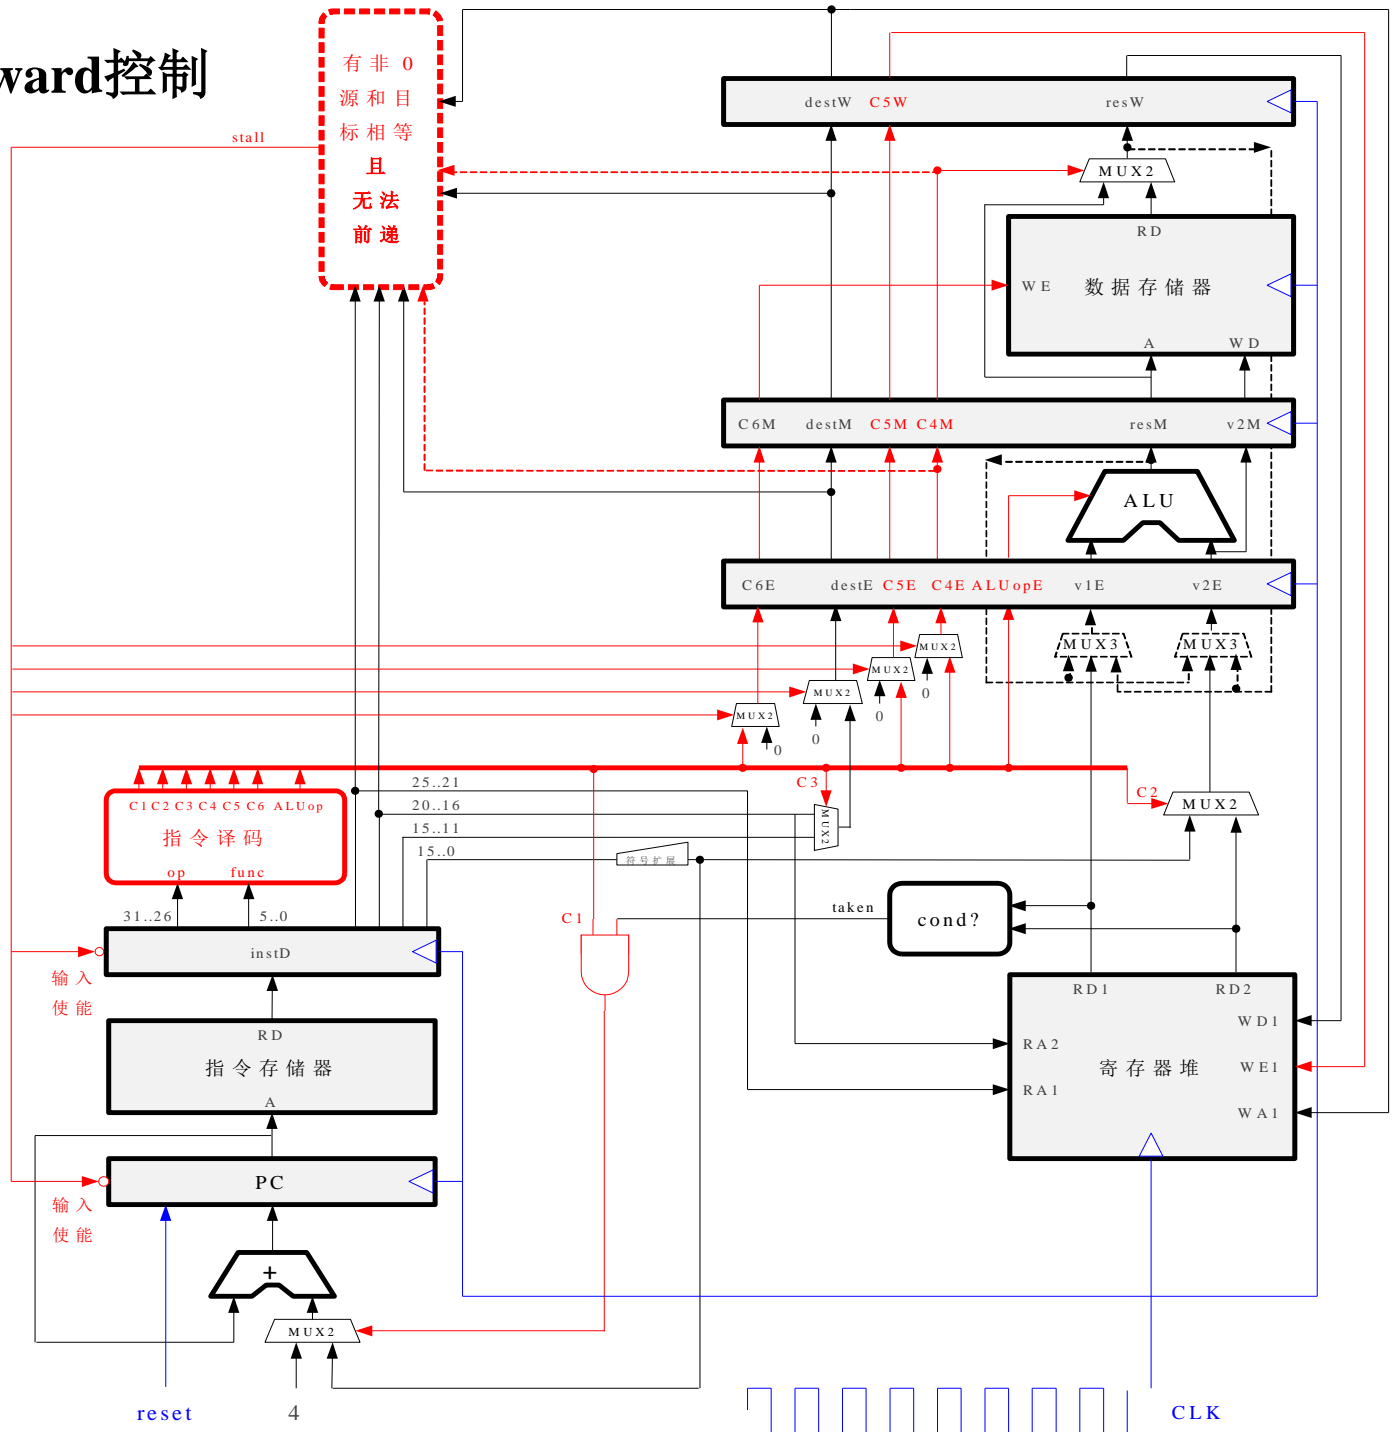 ward控制
有非 0
源和目
标相等
且
无法
前递
stall
destW C5W resW
MUX2
RD
WE 数据存储器
A WD
C6M destM C5M C4M resM v2M
ALU
C6E destE C5E C4E ALUopE v1E v2E
MUX2
MUX3
MUX3
MUX2
MUX2
0
MUX2
0
0
0
C3
25..21
20..16
15..11
15..0
MUX2
C2
MUX2
符号扩展
C1 C2 C3 C4 C5 C6 ALUop
指令译码
op func
31..26 5..0
C1
taken
cond?
instD
输入
使能
RD1 RD2
WD1
RA2 寄存器堆 WE1
RA1
WA1
RD
指令存储器
A
PC
输入
使能
+
MUX2
reset
4
CLK